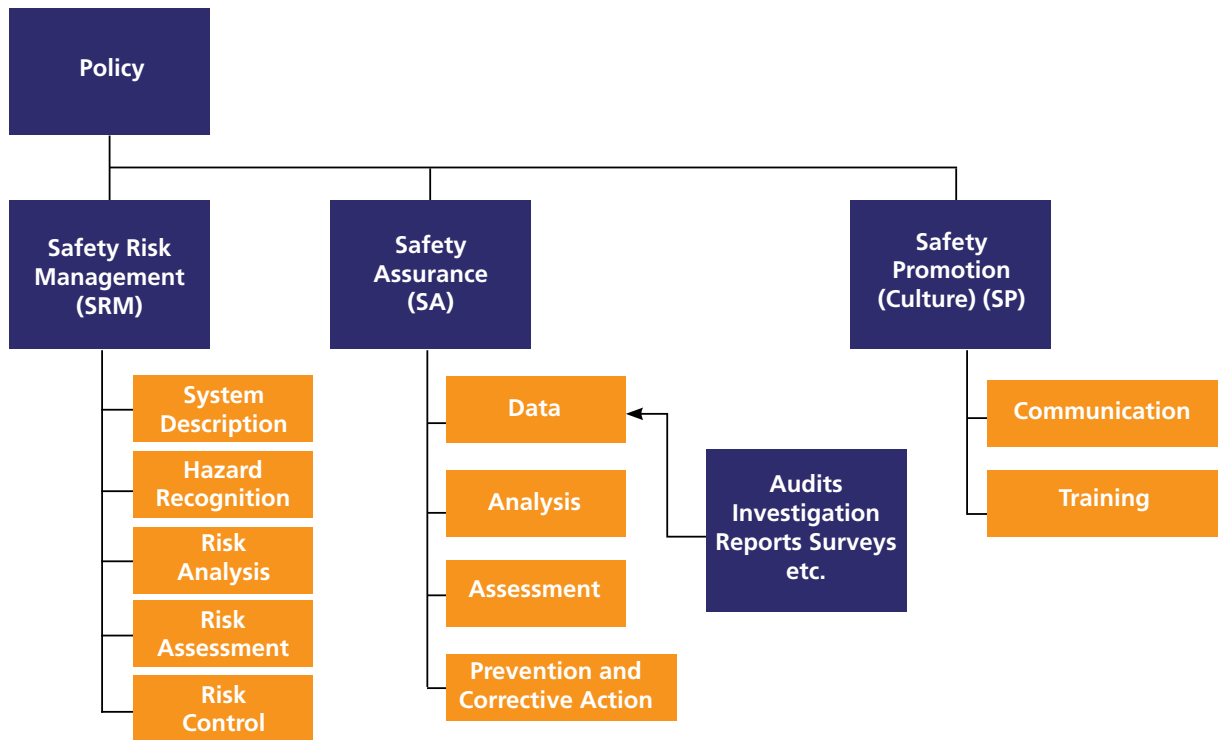 Policy
Safety Risk
Management
(SRM)
Safety
Assurance
(SA)
Safety
Promotion
(Culture) (SP)
System
Description
Hazard
Recognition
Risk
Analysis
Risk
Assessment
Risk
Control
Data
Analysis
Assessment
Prevention and
Corrective Action
Audits
Investigation
Reports Surveys
etc.
Communication
Training